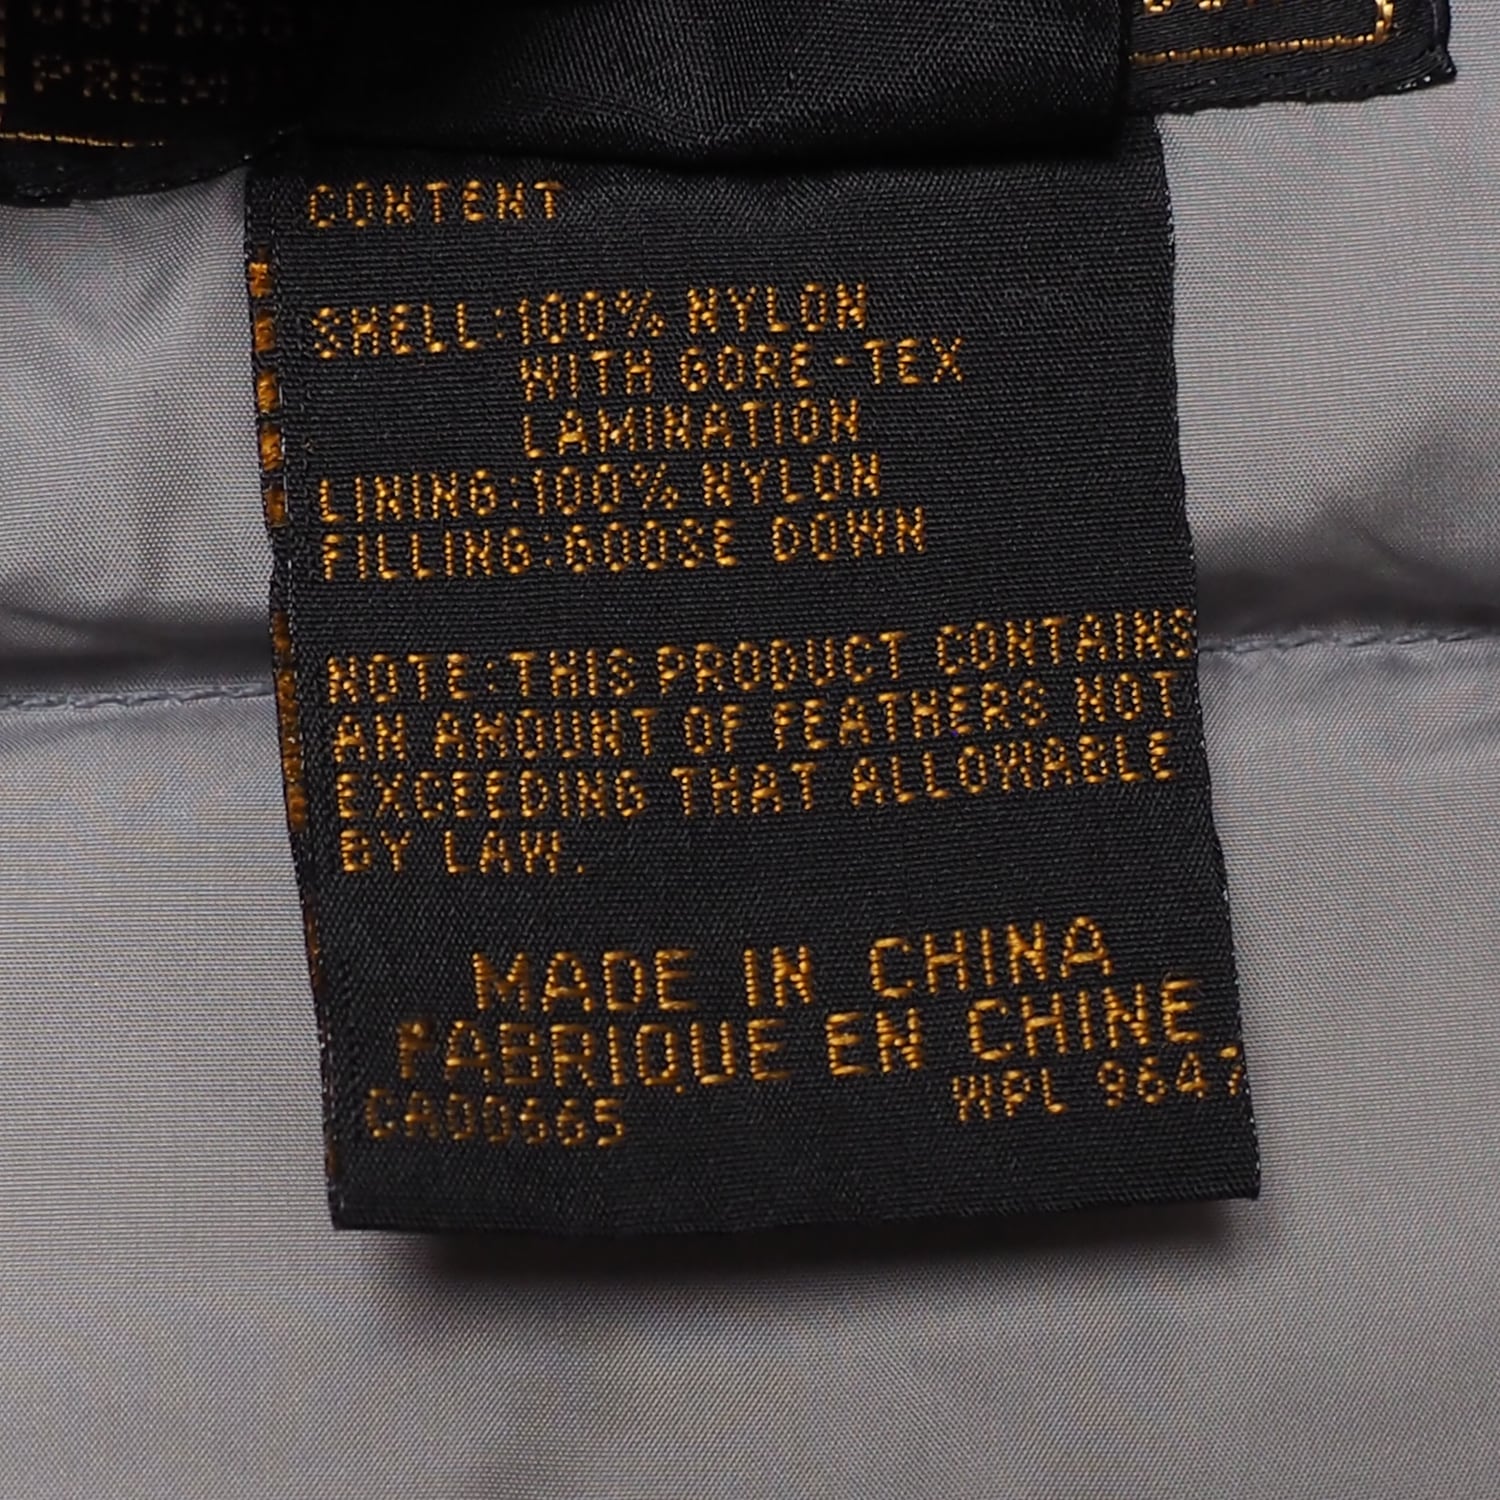 CONTENT
SHELL:100% NYLON
WITH GORE-TEX
LAMINATION
LINING:100% NYLON
FILLING:GOOSE DOWN
NOTE:THIS PRODUCT CONTAINS
AN AMOUNT OF FEATHERS NOT
EXCEEDING THAT ALLOWABLE
BY LAW.
MADE IN CHINA
FABRIQUE EN CHINE
CA00665 WPL